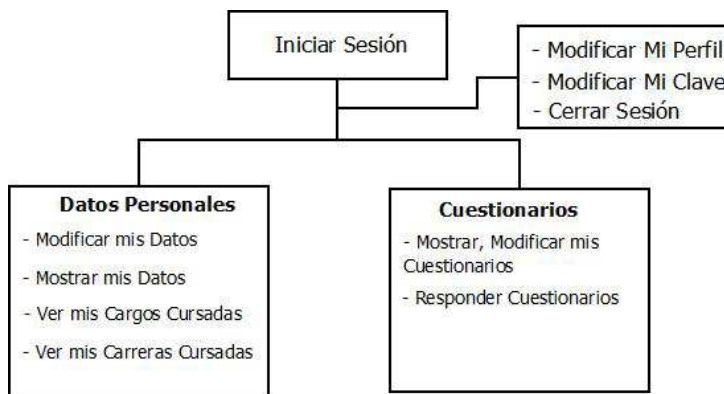 Iniciar Sesión
- Modificar Mi Perfil
- Modificar Mi Clave
- Cerrar Sesión
Datos Personales
- Modificar mis Datos
- Mostrar mis Datos
- Ver mis Cargos Cursadas
- Ver mis Carreras Cursadas
Cuestionarios
- Mostrar, Modificar mis
Cuestionarios
- Responder Cuestionarios